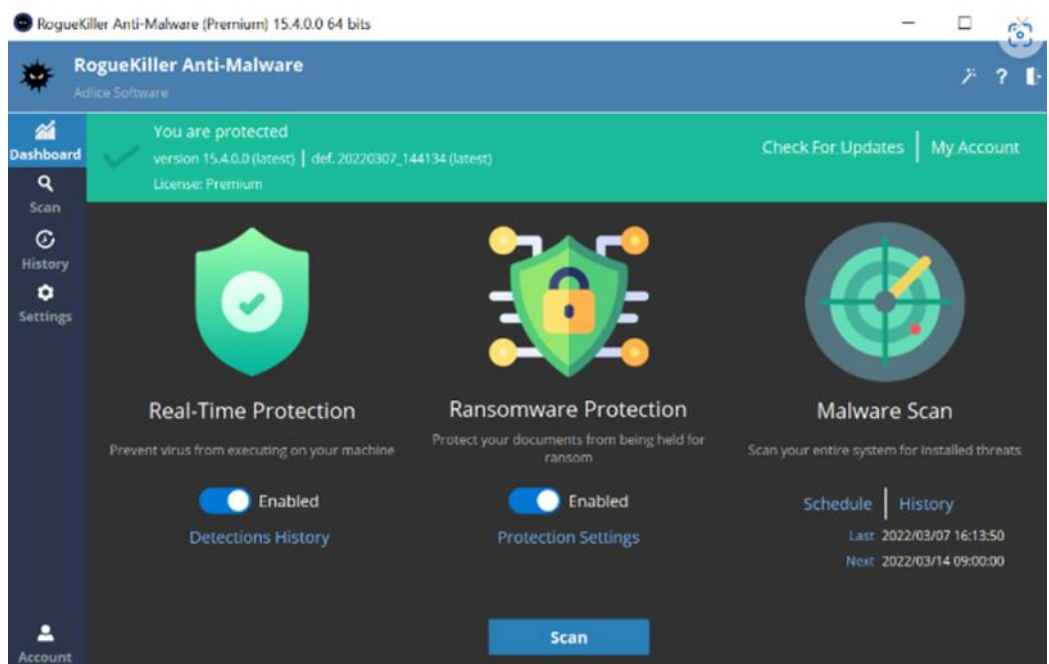 RogueKiller Anti-Malware (Premium) 15.4.0.0 64 bits
RogueKiller Anti-Malware
Adlice Software
?
Dashboard
Scan
History
Settings
Account
You are protected
version 15.4.0.0 (latest) | def. 20220307_144134 (latest)
License: Premium
Check For Updates | My Account
Real-Time Protection
Prevent virus from executing on your machine
Enabled
Detections History
Ransomware Protection
Protect your documents from being held for
ransom
Enabled
Protection Settings
Malware Scan
Scan your entire system for installed threats
Schedule | History
Last 2022/03/07 16:13:50
Next 2022/03/14 09:00:00
Scan